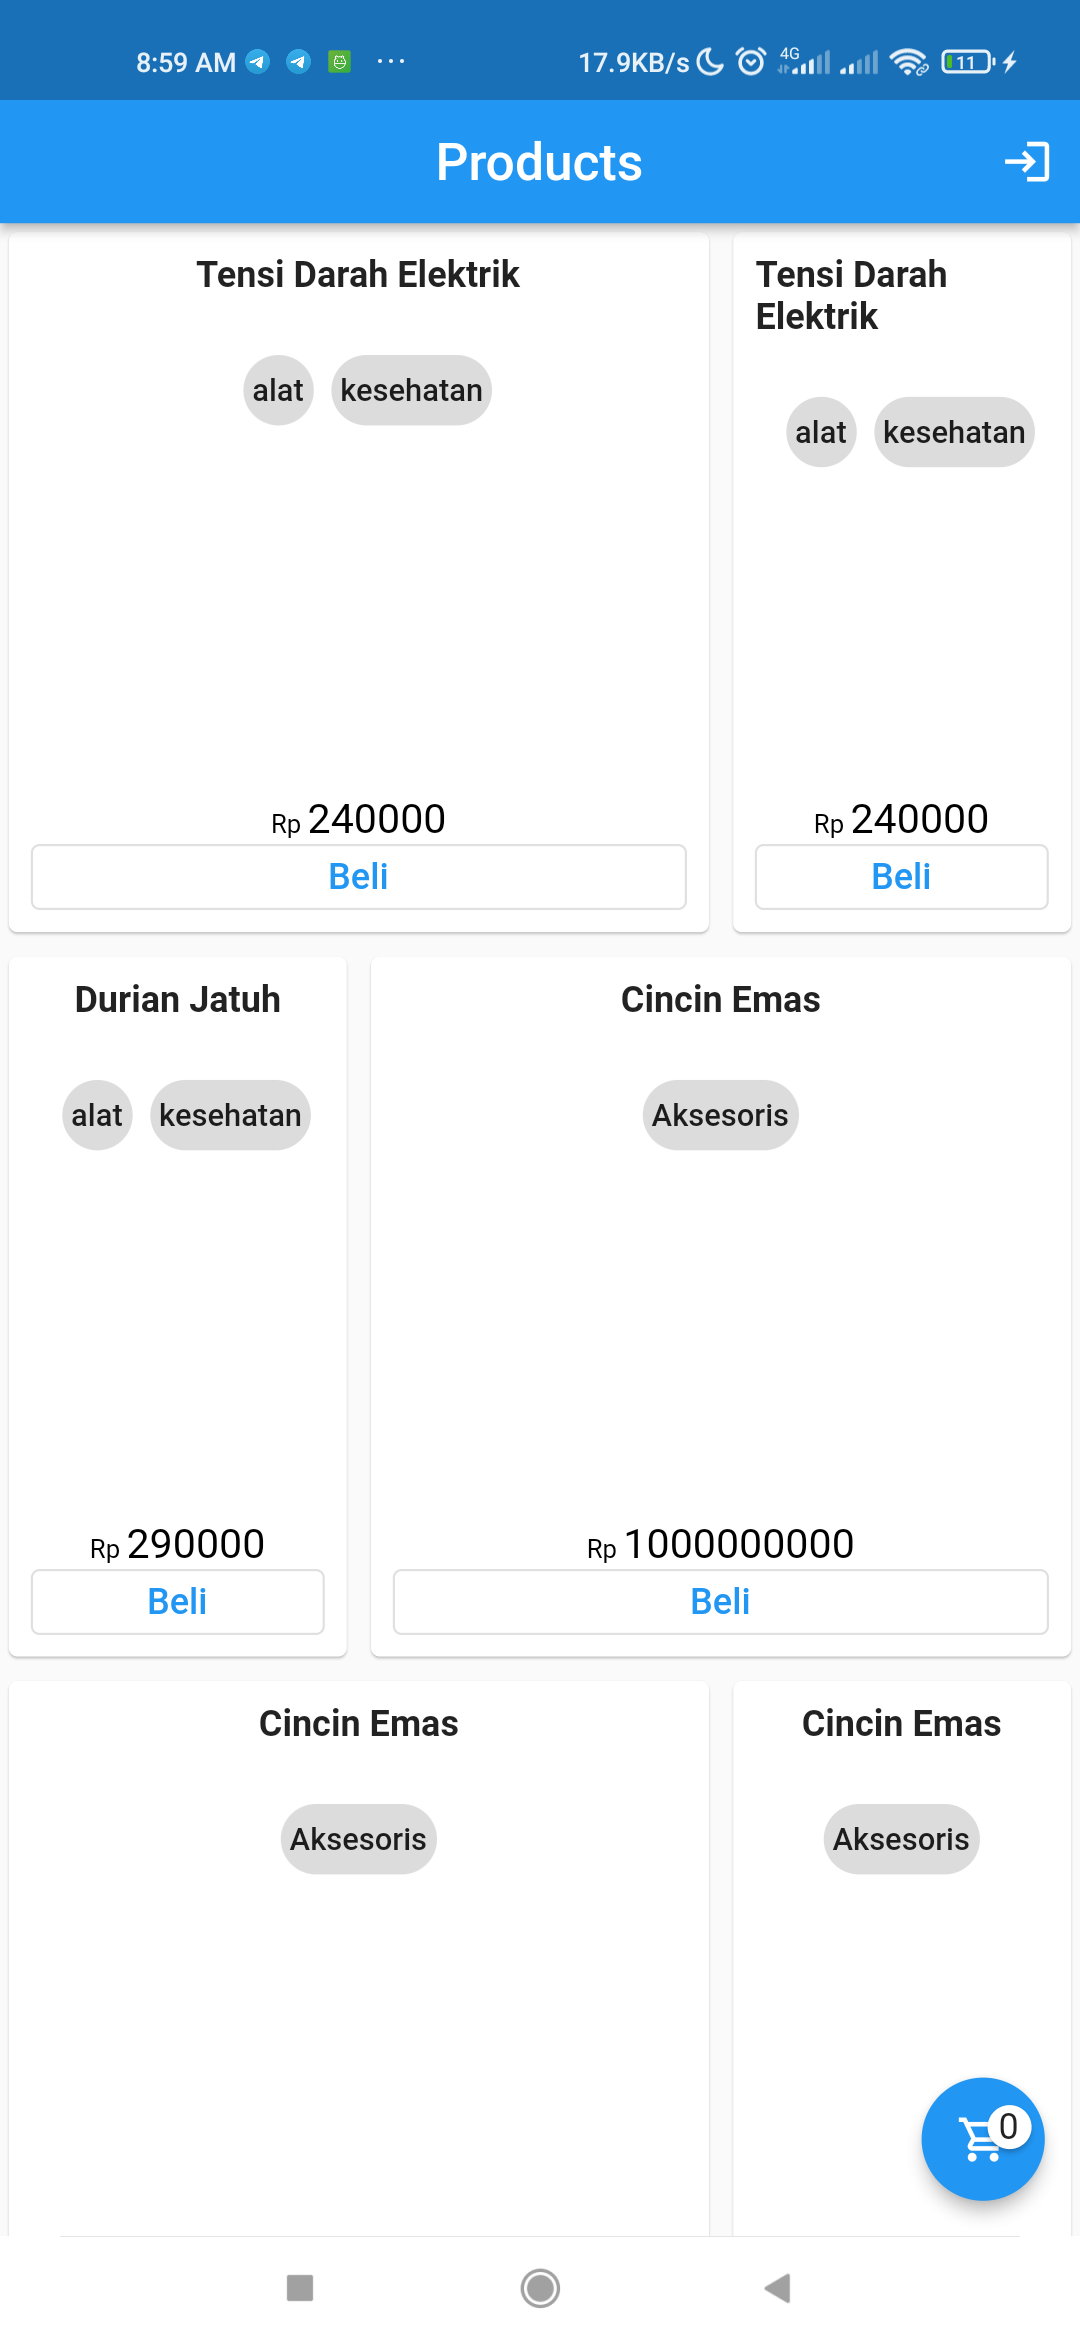 8:59 AM ... 17.9KB/s 4G 11
Products
Tensi Darah Elektrik
alat kesehatan
Rp 240000
Beli
Tensi Darah
Elektrik
alat kesehatan
Rp 240000
Beli
Durian Jatuh
alat kesehatan
Rp 290000
Beli
Cincin Emas
Aksesoris
Rp 1000000000
Beli
Cincin Emas
Aksesoris
Cincin Emas
Aksesoris
0